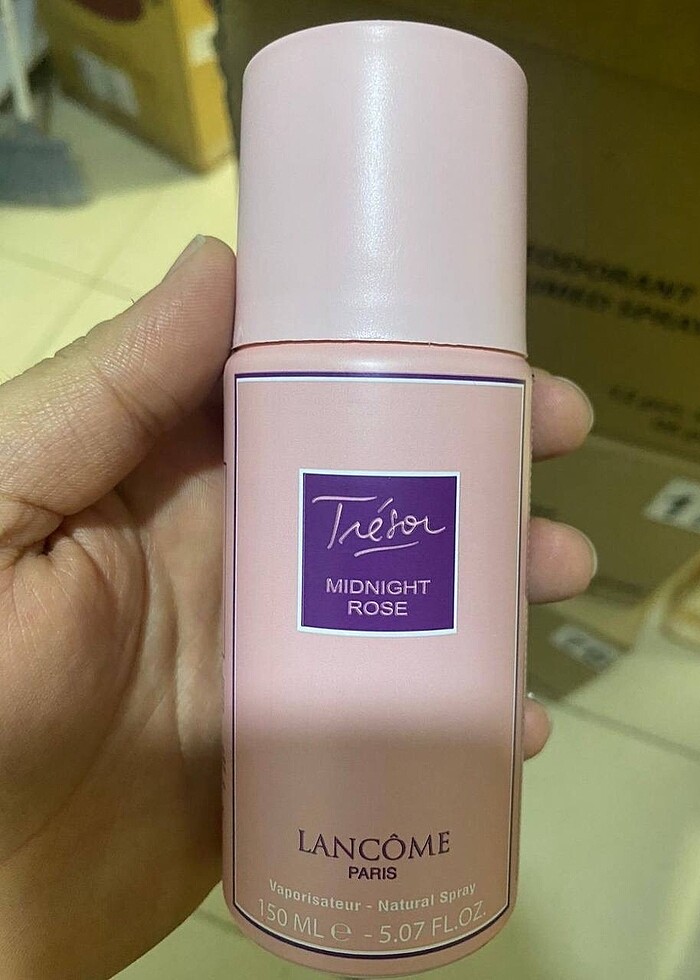 Trésor
MIDNIGHT
ROSE
LANCÔME
PARIS
Vaporisateur - Natural Spray
150 ML ℮ - 5.07 FL.OZ.